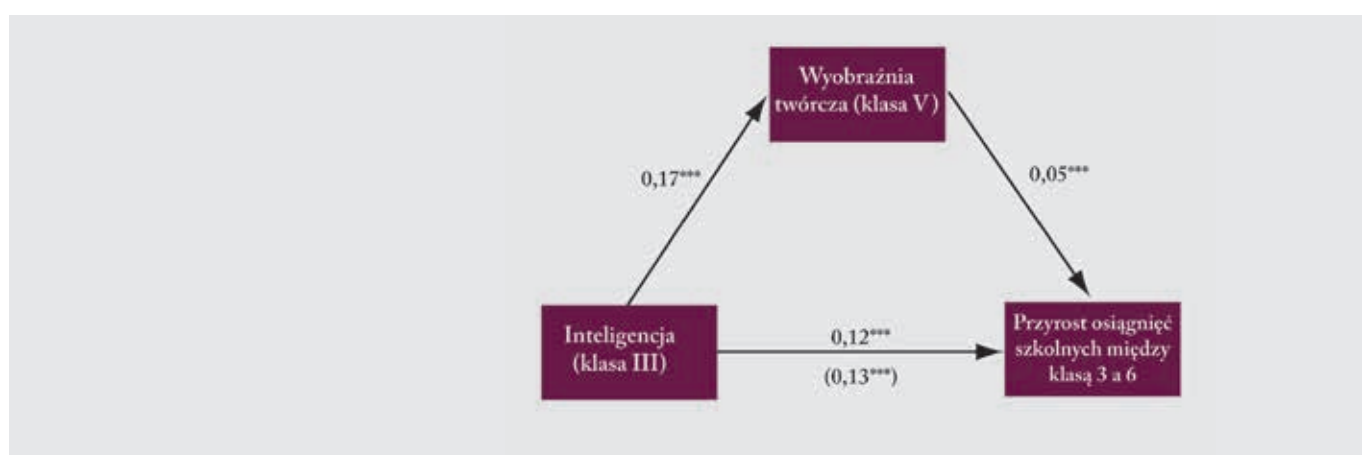 Wyobraźnia
twórcza (klasa V)
0,17***
0,05***
Inteligencja
(klasa III)
0,12***
(0,13***)
Przyrost osiągnięć
szkolnych między
klasą 3 a 6